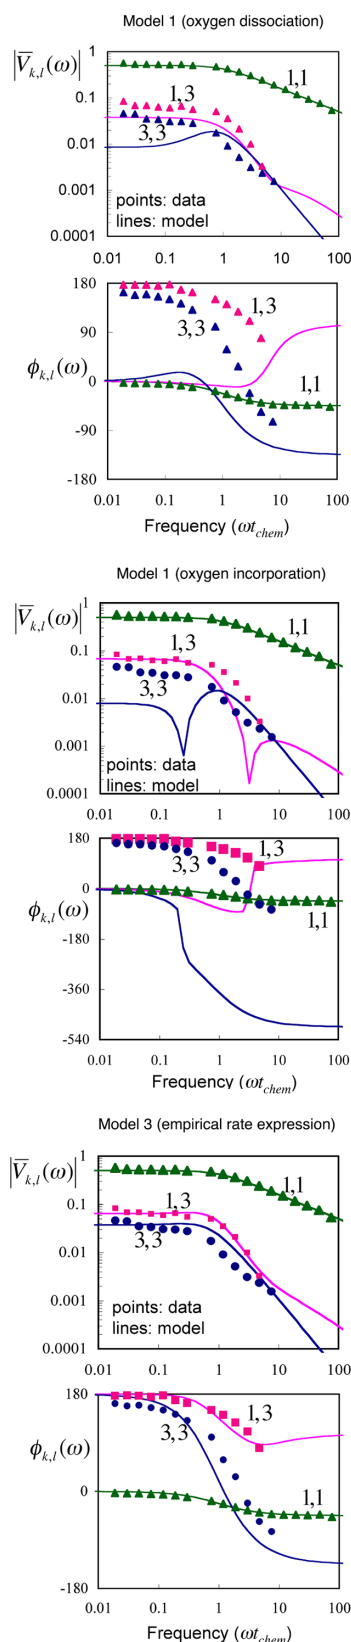 Model 1 (oxygen dissociation)
|V̅k,l(ω)|
1
0.1
0.01
0.001
0.0001
1,1
1,3
3,3
points: data
lines: model
0.01 0.1 1 10 100
ϕk,l(ω)
180
90
0
-90
-180
1,3
3,3
1,1
0.01 0.1 1 10 100
Frequency (ωtchem)
Model 1 (oxygen incorporation)
|V̅k,l(ω)|
1
0.1
0.01
0.001
0.0001
1,1
1,3
3,3
points: data
lines: model
0.01 0.1 1 10 100
ϕk,l(ω)
180
0
-180
-360
-540
1,3
3,3
1,1
0.01 0.1 1 10 100
Frequency (ωtchem)
Model 3 (empirical rate expression)
|V̅k,l(ω)|
1
0.1
0.01
0.001
0.0001
1,1
1,3
3,3
points: data
lines: model
0.01 0.1 1 10 100
ϕk,l(ω)
180
0
-180
1,3
3,3
1,1
0.01 0.1 1 10 100
Frequency (ωtchem)